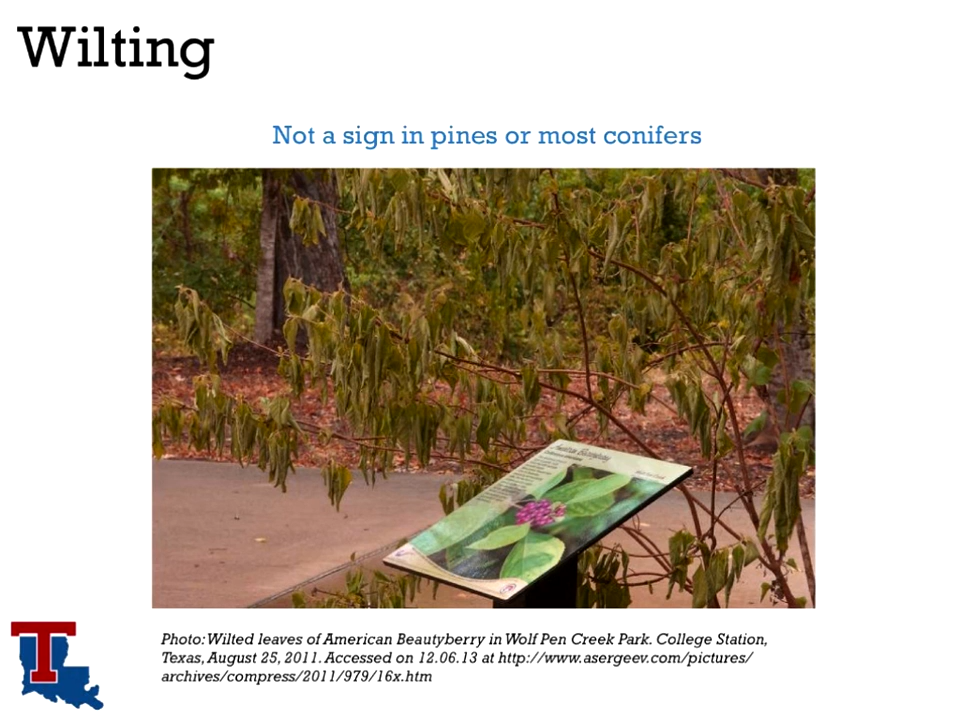 Wilting
Not a sign in pines or most conifers
American Beautyberry
T
Photo: Wilted leaves of American Beautyberry in Wolf Pen Creek Park. College Station,
Texas, August 25, 2011. Accessed on 12.06.13 at http://www.asergeev.com/pictures/
archives/compress/2011/979/16x.htm